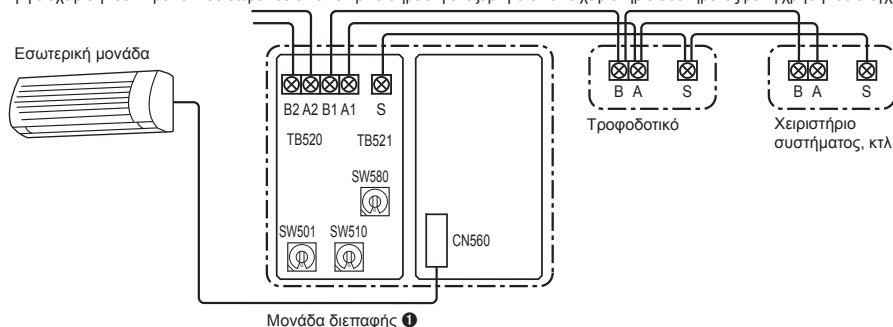 Εσωτερική μονάδα
B2 A2 B1 A1 S
TB520 TB521
SW580
SW501 SW510
CN560
B A S
Τροφοδοτικό
B A S
Χειριστήριο
συστήματος, κτλ
Μονάδα διεπαφής ❶